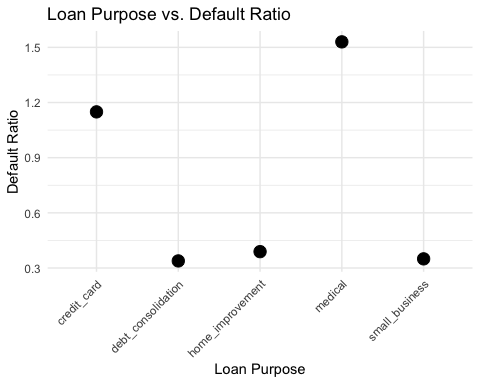 Loan Purpose vs. Default Ratio
Default Ratio
1.5
1.2
0.9
0.6
0.3
credit_card
debt_consolidation
home_improvement
medical
small_business
Loan Purpose